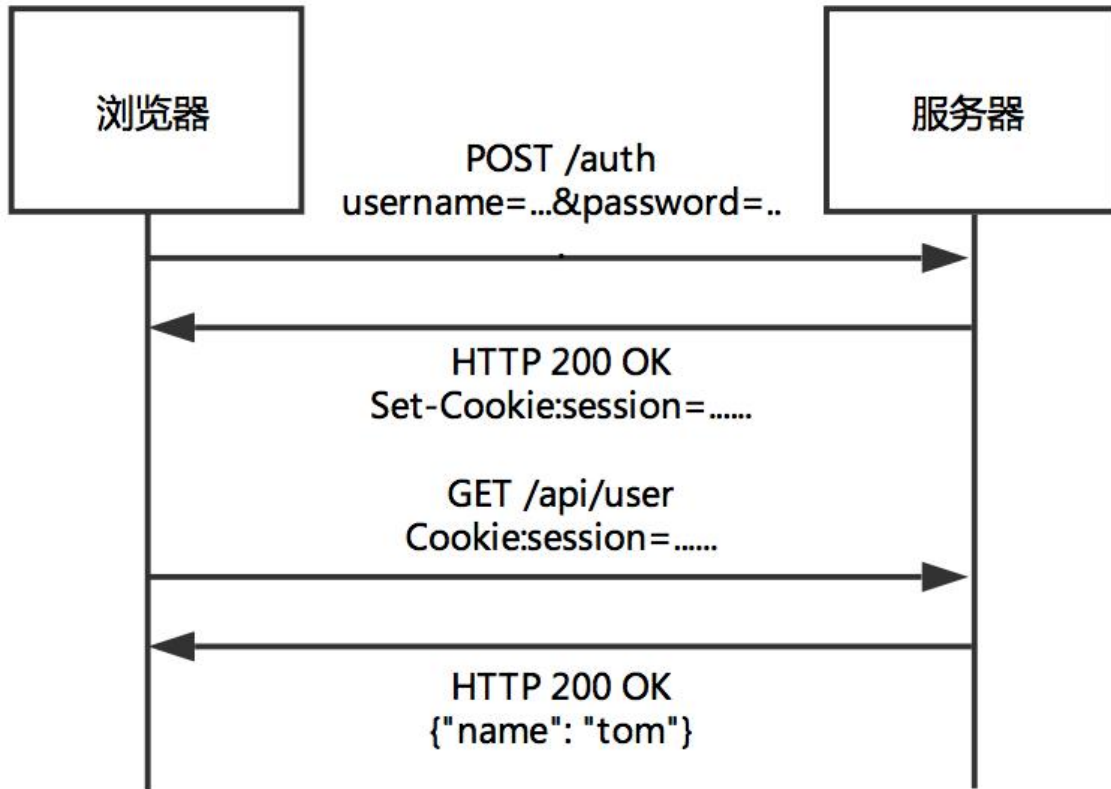 浏览器
服务器
POST /auth
username=...&password=..
.
HTTP 200 OK
Set-Cookie:session=......
GET /api/user
Cookie:session=......
HTTP 200 OK
{"name": "tom"}